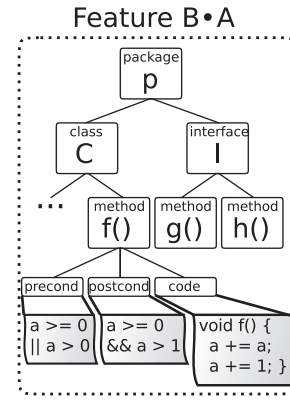 Feature B•A
package
p
class
C
interface
I
...
method
f()
method
g()
method
h()
precond
postcond
code
a >= 0
|| a > 0
a >= 0
&& a > 1
void f() {
a += a;
a += 1; }